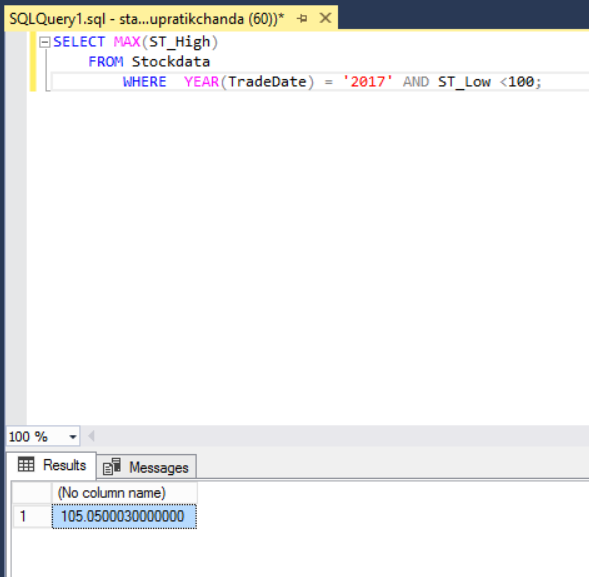 SQLQuery1.sql - sta...upratikchanda (60))*
SELECT MAX(ST_High)
FROM Stockdata
WHERE  YEAR(TradeDate) = '2017' AND ST_Low <100;
100 %
Results Messages
(No column name)
1 105.0500030000000